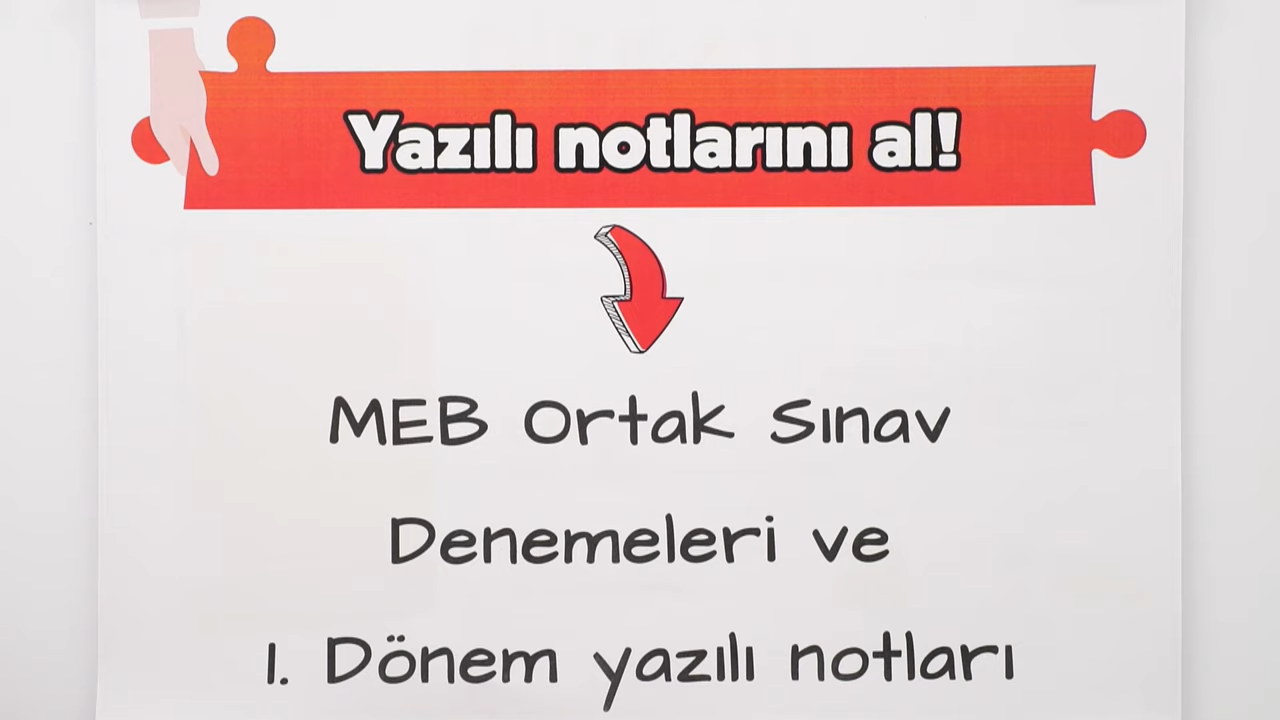 Yazılı notlarını al!
MEB Ortak Sınav
Denemeleri ve
1. Dönem yazılı notları